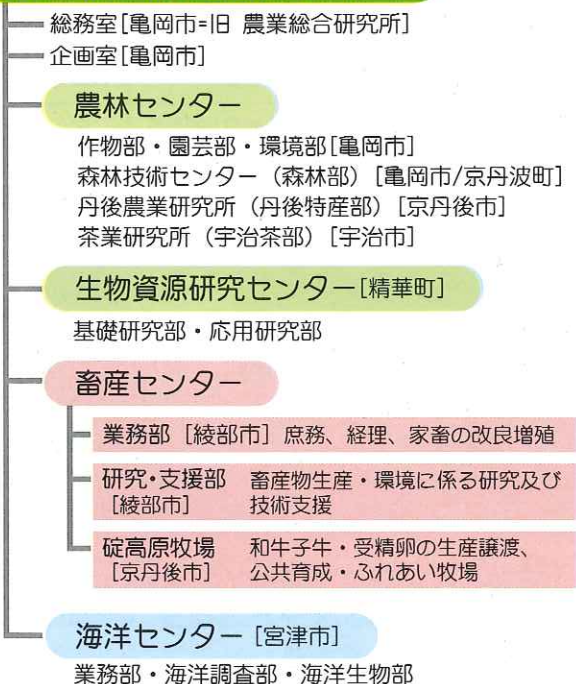 総務室[亀岡市=旧 農業総合研究所]
企画室[亀岡市]
農林センター
作物部・園芸部・環境部[亀岡市]
森林技術センター（森林部）[亀岡市/京丹波町]
丹後農業研究所（丹後特産部）[京丹後市]
茶業研究所（宇治茶部）[宇治市]
生物資源研究センター[精華町]
基礎研究部・応用研究部
畜産センター
業務部［綾部市］庶務、経理、家畜の改良増殖
研究・支援部 畜産物生産・環境に係る研究及び
［綾部市］ 技術支援
碇高原牧場 和牛子牛・受精卵の生産譲渡、
［京丹後市］ 公共育成・ふれあい牧場
海洋センター［宮津市］
業務部・海洋調査部・海洋生物部